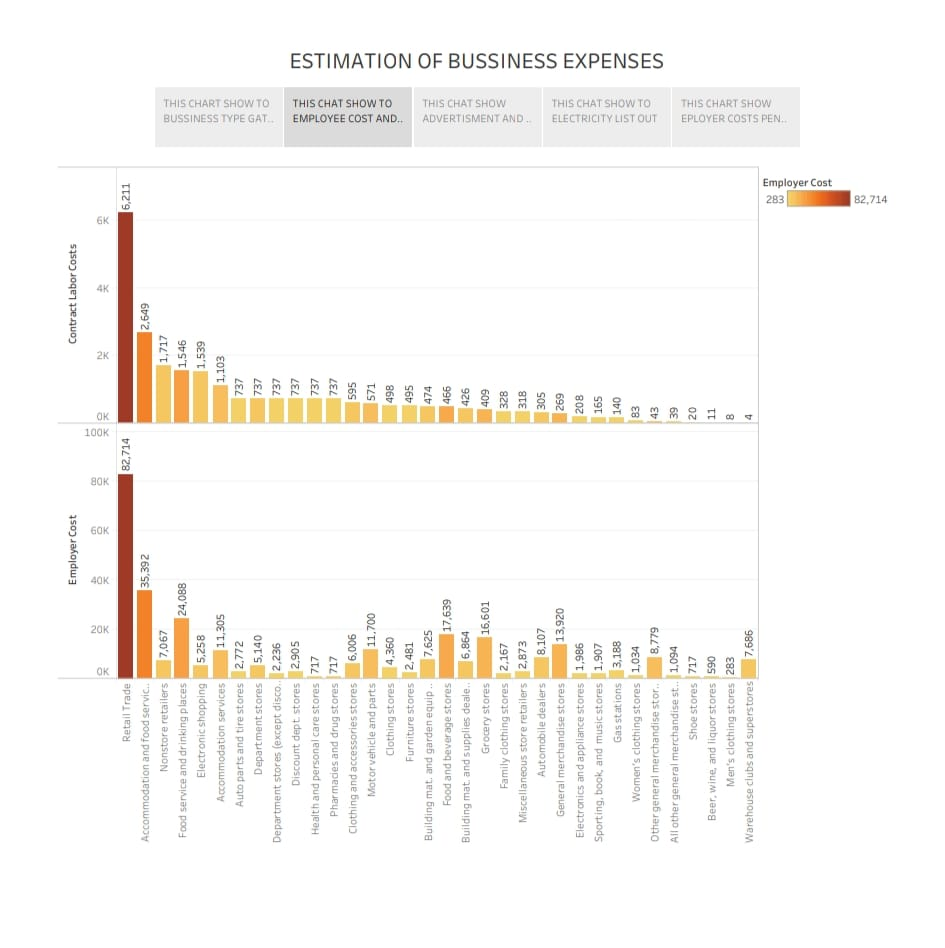 ESTIMATION OF BUSSINESS EXPENSES
THIS CHART SHOW TO
BUSSINESS TYPE GAT..
THIS CHAT SHOW TO
EMPLOYEE COST AND..
THIS CHAT SHOW
ADVERTISMENT AND ..
THIS CHAT SHOW TO
ELECTRICITY LIST OUT
THIS CHART SHOW
EPLOYER COSTS PEN..
Employer Cost
283
82,714
Contract Labor Costs
6K
4K
2K
0K
6,211
2,649
1,717
1,546
1,539
1,103
737
737
737
737
737
737
595
571
498
495
474
466
426
409
328
318
305
269
208
165
140
83
43
39
20
11
8
4
Employer Cost
100K
80K
60K
40K
20K
0K
82,714
35,392
7,067
24,088
5,258
11,305
2,772
5,140
2,236
2,905
717
717
6,006
11,700
4,360
2,481
7,625
17,639
6,864
16,601
2,167
2,873
8,107
13,920
1,986
1,907
3,188
1,034
8,779
1,094
717
590
283
7,686
Retail Trade
Accommodation and food servic..
Nonstore retailers
Food service and drinking places
Electronic shopping
Accommodation services
Auto parts and tire stores
Department stores
Department stores (except disco..
Discount dept. stores
Health and personal care stores
Pharmacies and drug stores
Clothing and accessories stores
Motor vehicle and parts
Clothing stores
Furniture stores
Building mat. and garden equip ..
Food and beverage stores
Building mat. and supplies deale..
Grocery stores
Family clothing stores
Miscellaneous store retailers
Automobile dealers
General merchandise stores
Electronics and appliance stores
Sporting, book, and music stores
Gas stations
Women's clothing stores
Other general merchandise stor..
All other general merchandise st..
Shoe stores
Beer, wine, and liquor stores
Men's clothing stores
Warehouse clubs and superstores